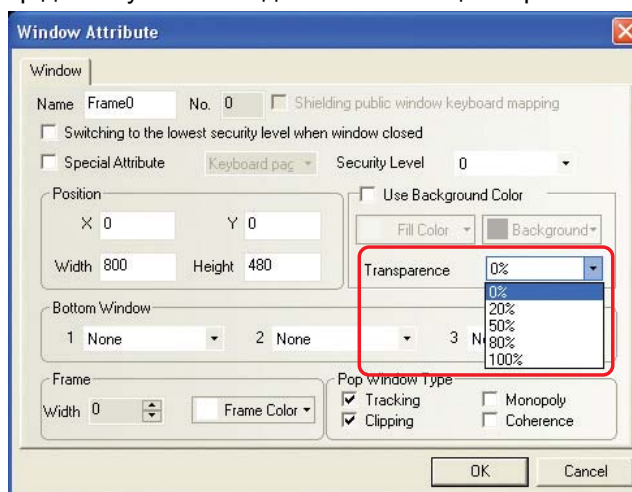 Window Attribute
Window
Name Frame0 No. 0 Shielding public window keyboard mapping
Switching to the lowest security level when window closed
Special Attribute Keyboard pag Security Level 0
Position Use Background Color
X 0 Y 0 Fill Color Background
Width 800 Height 480 Transparence 0%
0%
20%
50%
80%
100%
Bottom Window
1 None 2 None 3
Frame Pop Window Type
Width 0 Frame Color Tracking Monopoly
Clipping Coherence
OK Cancel